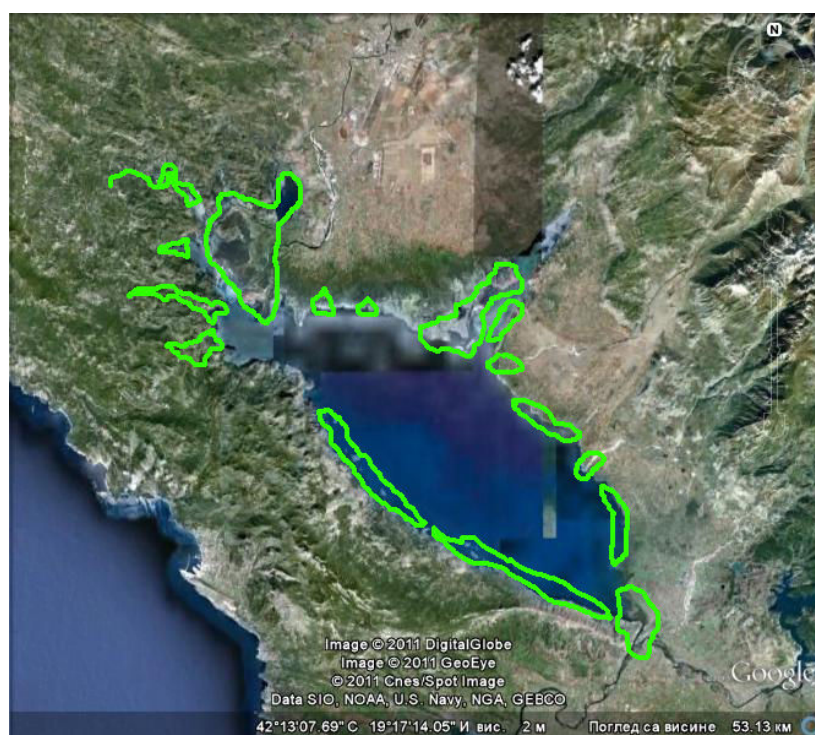 N
Image © 2011 DigitalGlobe
Image © 2011 GeoEye
© 2011 Cnes/Spot Image
Data SIO, NOAA, U.S. Navy, NGA, GEBCO
Google
42°13'07.69" С 19°17'14.05" И вис. 2 м Поглед са висине 53.13 км